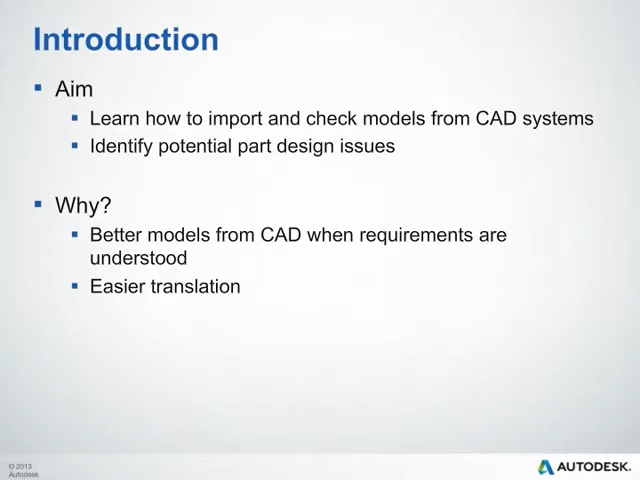 Introduction
Aim
Learn how to import and check models from CAD systems
Identify potential part design issues
Why?
Better models from CAD when requirements are
understood
Easier translation
© 2013
Autodesk
AUTODESK.